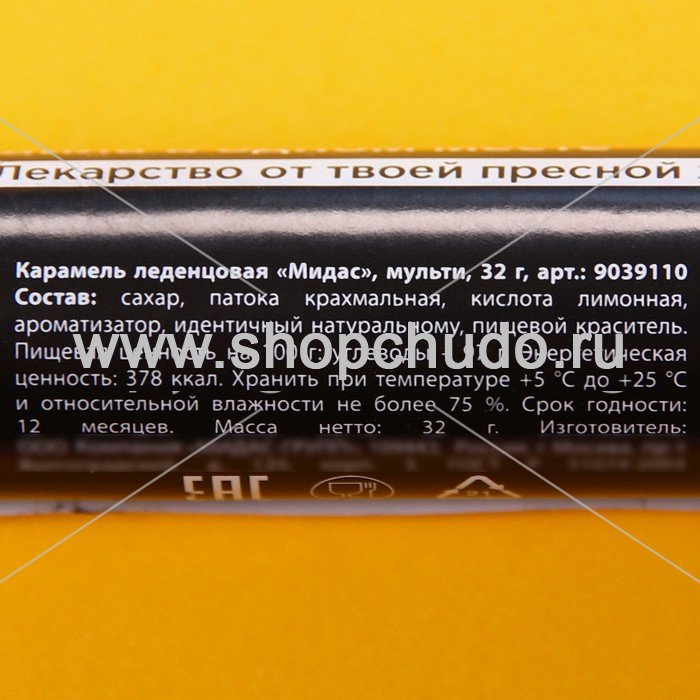 Лекарство от твоей пресной
Карамель леденцовая «Мидас», мульти, 32 г, арт.: 9039110
Состав: сахар, патока крахмальная, кислота лимонная,
ароматизатор, идентичный натуральному, пищевой краситель.
www.shopchudo.ru
Пищевая ценность на 100 г: углеводы - г. Энергетическая
ценность: 378 ккал. Хранить при температуре +5 °C до +25 °C
и относительной влажности не более 75 %. Срок годности:
12 месяцев. Масса нетто: 32 г. Изготовитель:
EAC
21